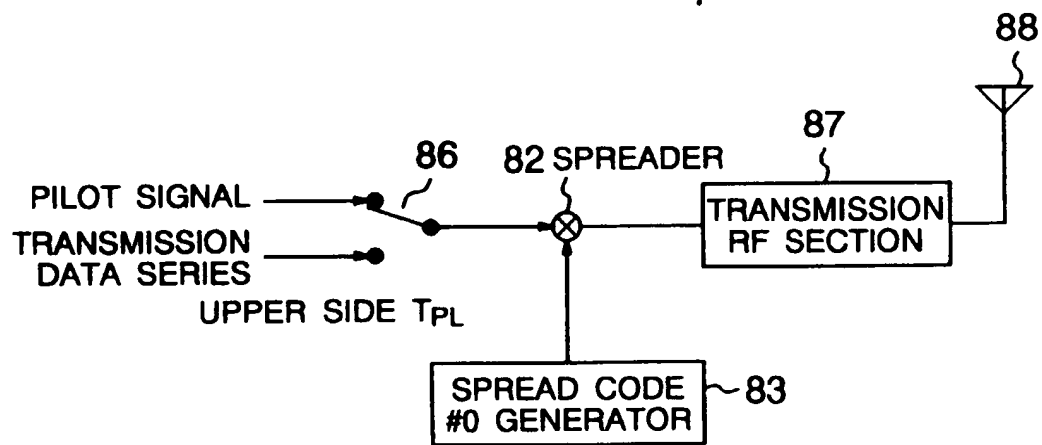 88
87
86
82 SPREADER
PILOT SIGNAL
TRANSMISSION
DATA SERIES
TRANSMISSION
RF SECTION
UPPER SIDE TPL
SPREAD CODE
#0 GENERATOR
83